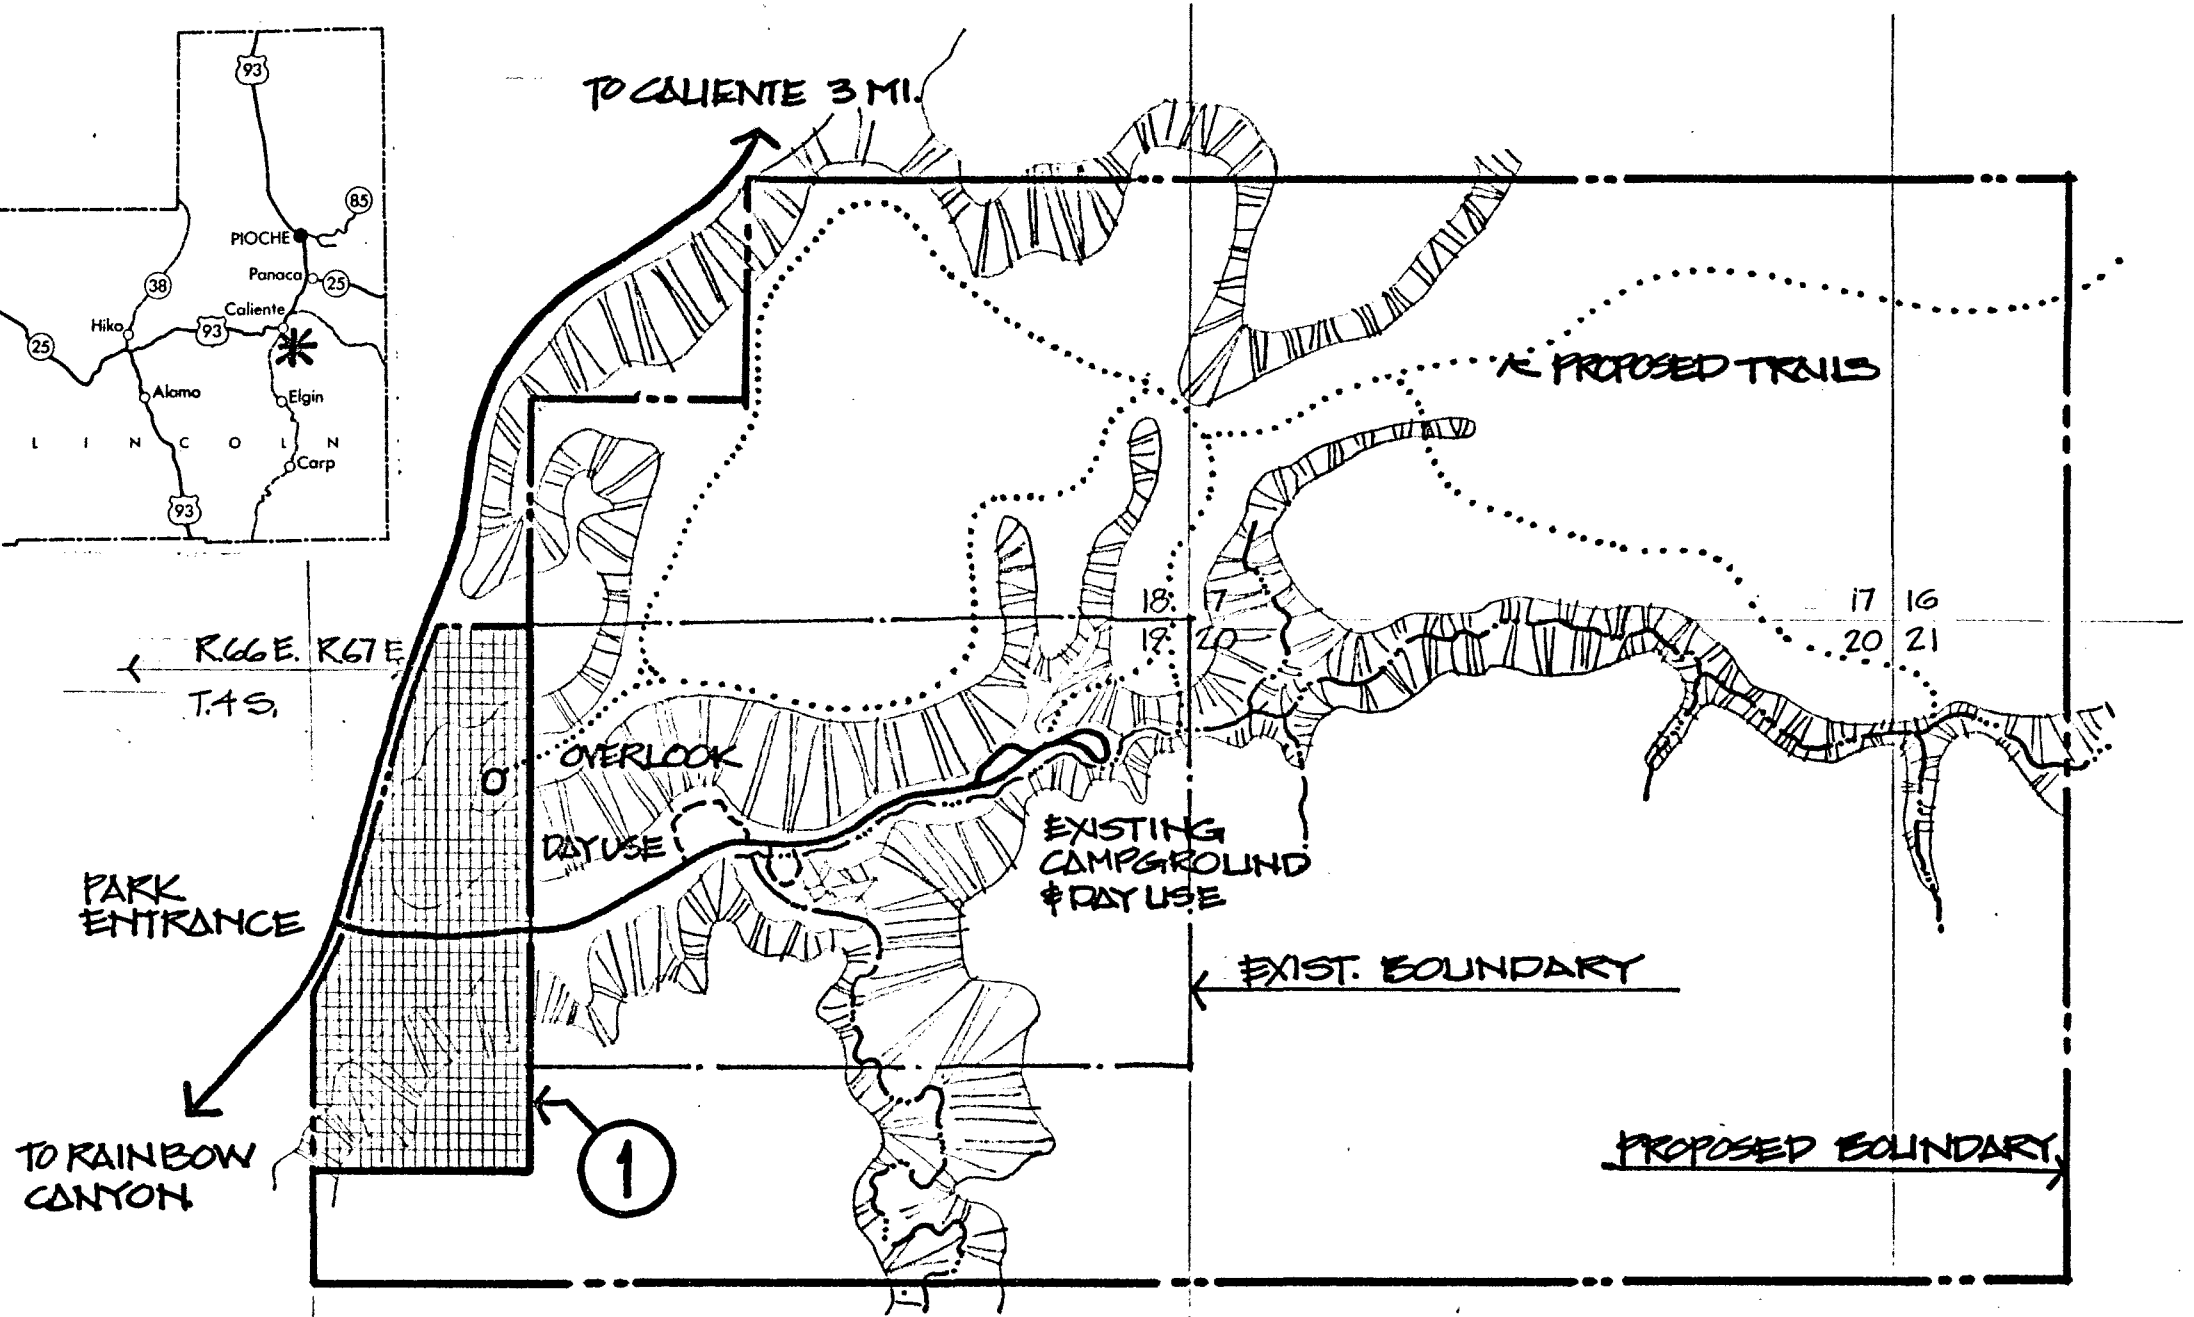 93
85
PIOCHE
Panaca
25
38
Caliente
Hiko
93
25
Alamo
Elgin
L I N C O L N
Carp
93
TO CALIENTE 3 MI.
PROPOSED TRAILS
18 17
19 20
17 16
20 21
R.66 E. R.67 E
T.4 S.
OVERLOOK
DAY USE
EXISTING
CAMPGROUND
& DAY USE
PARK
ENTRANCE
EXIST. BOUNDARY
1
TO RAINBOW
CANYON
PROPOSED BOUNDARY